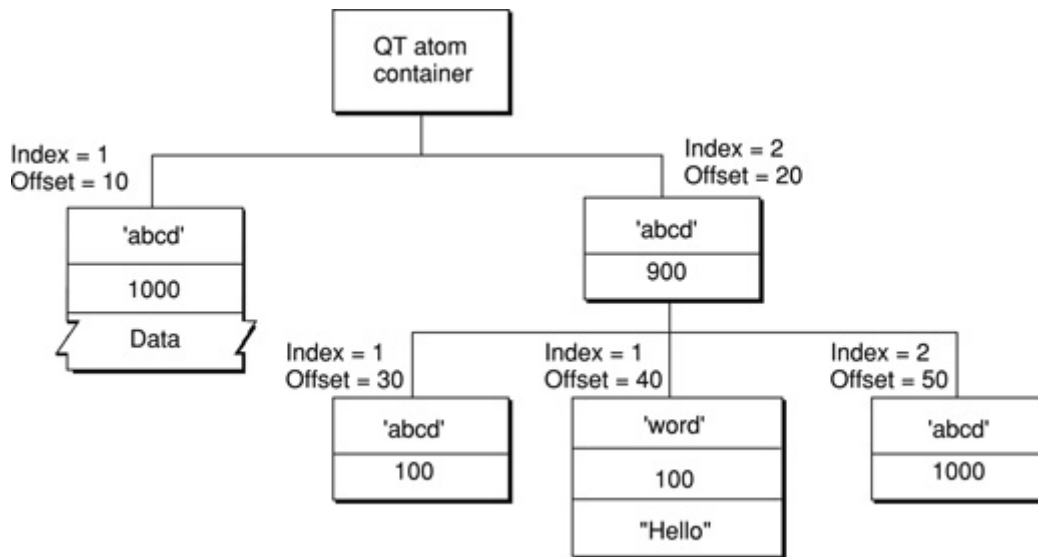 QT atom
container
Index = 1
Offset = 10
Index = 2
Offset = 20
'abcd'
1000
Data
'abcd'
900
Index = 1
Offset = 30
Index = 1
Offset = 40
Index = 2
Offset = 50
'abcd'
100
'word'
100
"Hello"
'abcd'
1000